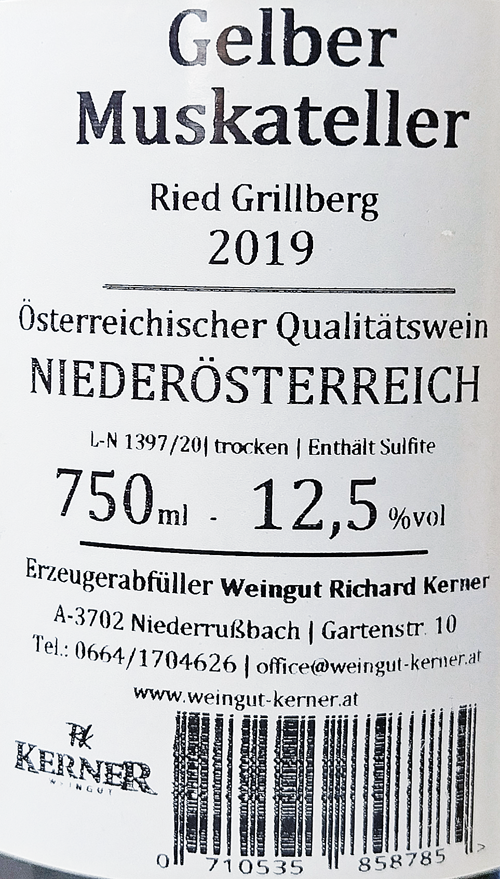 Gelber
Muskateller
Ried Grillberg
2019
Österreichischer Qualitätswein
NIEDERÖSTERREICH
L-N 1397/20| trocken | Enthält Sulfite
750ml - 12,5 %vol
Erzeugerabfüller Weingut Richard Kerner
A-3702 Niederrußbach | Gartenstr. 10
Tel.: 0664/1704626 | office@weingut-kerner.at
www.weingut-kerner.at
RK
KERNER
WEINGUT
0 710535 858785 >